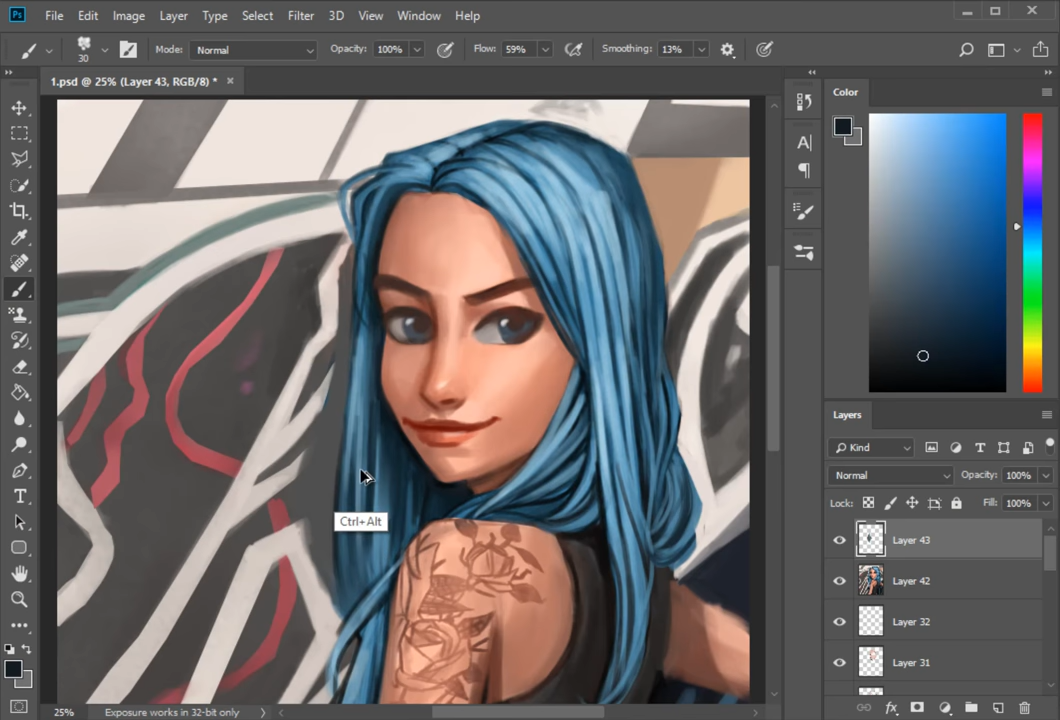 Ps File Edit Image Layer Type Select Filter 3D View Window Help
30 Mode: Normal Opacity: 100% Flow: 59% Smoothing: 13%
1.psd @ 25% (Layer 43, RGB/8) * ×
Color
Layers
Kind
Normal Opacity: 100%
Lock: Fill: 100%
Layer 43
Layer 42
Layer 32
Layer 31
Ctrl+Alt
25% Exposure works in 32-bit only